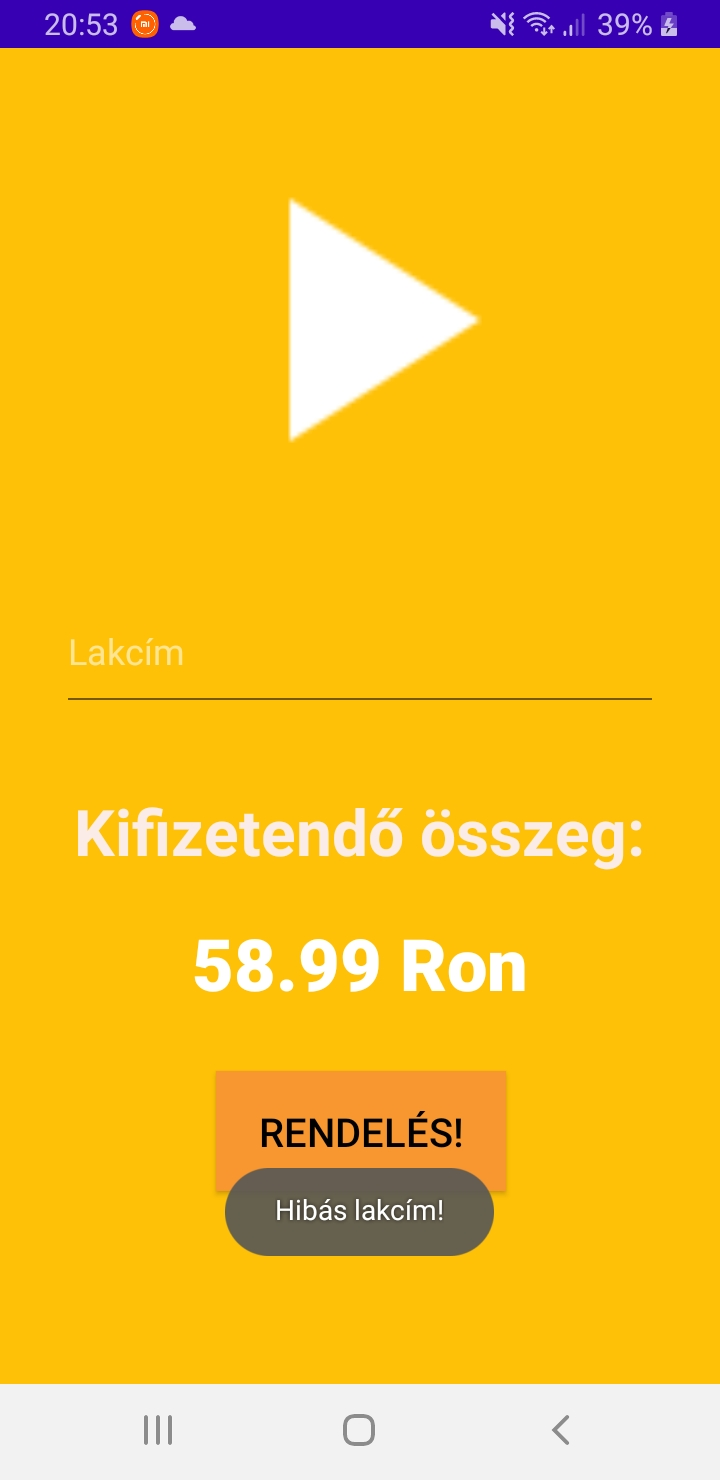 20:53
39%
Lakcím
Kifizetendő összeg:
58.99 Ron
RENDELÉS!
Hibás lakcím!